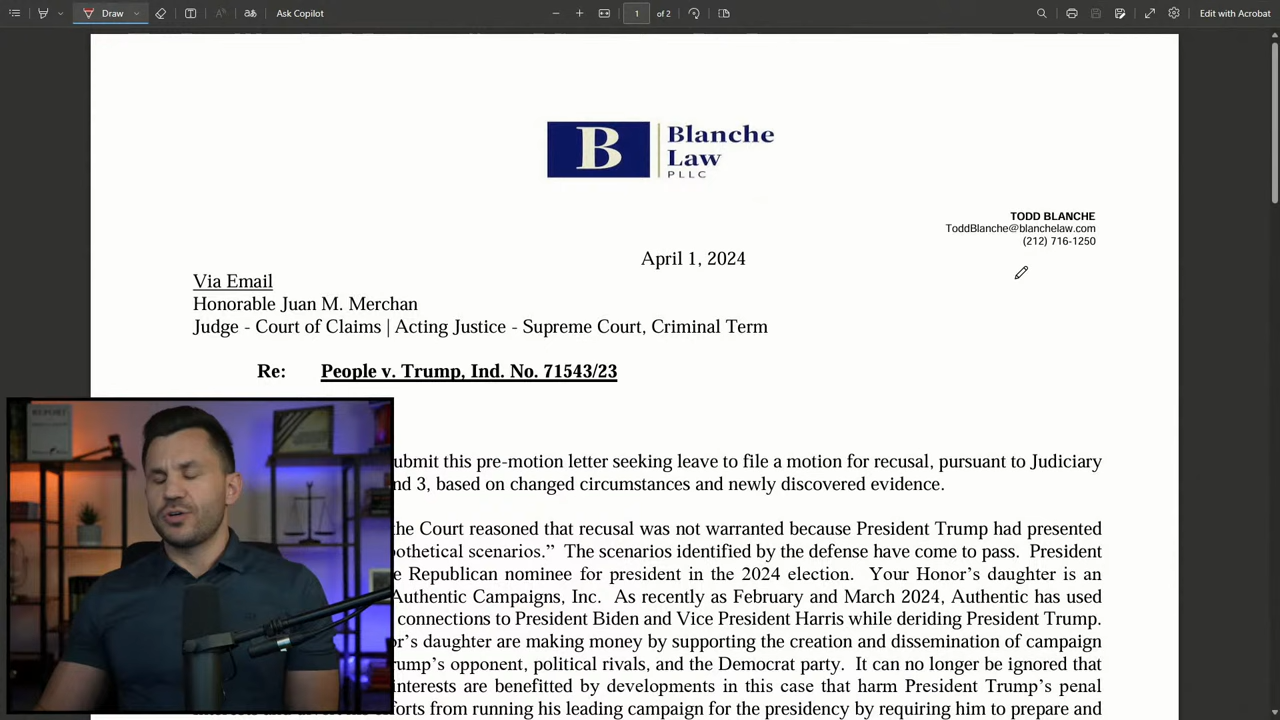 Draw
Ask Copilot
1 of 2
Edit with Acrobat
B
Blanche
Law
PLLC
TODD BLANCHE
ToddBlanche@blanchelaw.com
(212) 716-1250
April 1, 2024
Via Email
Honorable Juan M. Merchan
Judge - Court of Claims | Acting Justice - Supreme Court, Criminal Term
Re: People v. Trump, Ind. No. 71543/23
ubmit this pre-motion letter seeking leave to file a motion for recusal, pursuant to Judiciary
nd 3, based on changed circumstances and newly discovered evidence.
the Court reasoned that recusal was not warranted because President Trump had presented
pothetical scenarios.” The scenarios identified by the defense have come to pass. President
e Republican nominee for president in the 2024 election. Your Honor’s daughter is an
Authentic Campaigns, Inc. As recently as February and March 2024, Authentic has used
connections to President Biden and Vice President Harris while deriding President Trump.
or’s daughter are making money by supporting the creation and dissemination of campaign
rump’s opponent, political rivals, and the Democrat party. It can no longer be ignored that
interests are benefitted by developments in this case that harm President Trump’s penal
efforts from running his leading campaign for the presidency by requiring him to prepare and